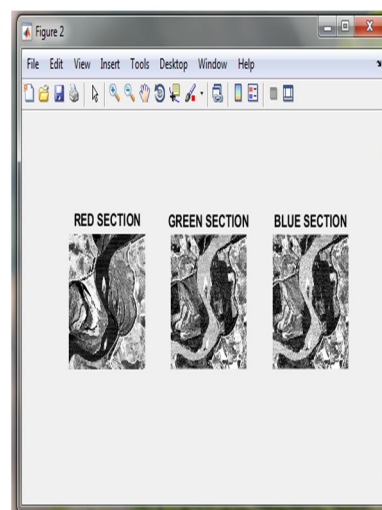 Figure 2
File Edit View Insert Tools Desktop Window Help
RED SECTION GREEN SECTION BLUE SECTION